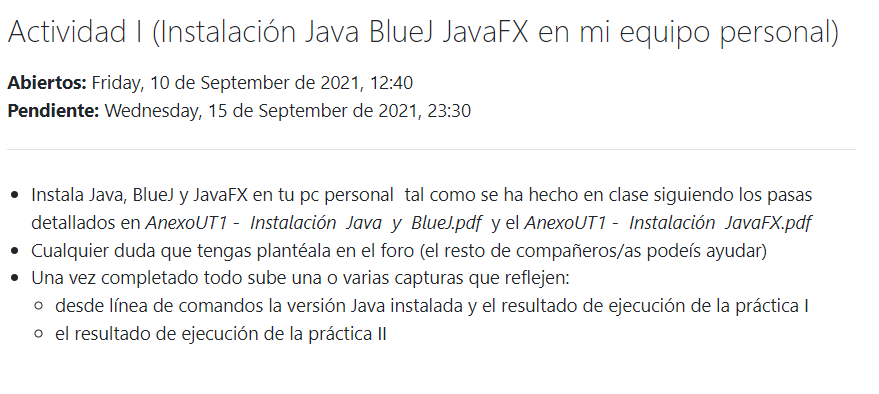 Actividad I (Instalación Java BlueJ JavaFX en mi equipo personal)
Abiertos: Friday, 10 de September de 2021, 12:40
Pendiente: Wednesday, 15 de September de 2021, 23:30
Instala Java, BlueJ y JavaFX en tu pc personal tal como se ha hecho en clase siguiendo los pasas
detallados en AnexoUT1 - Instalación Java y BlueJ.pdf y el AnexoUT1 - Instalación JavaFX.pdf
Cualquier duda que tengas plantéala en el foro (el resto de compañeros/as podeís ayudar)
Una vez completado todo sube una o varias capturas que reflejen:
desde línea de comandos la versión Java instalada y el resultado de ejecución de la práctica I
el resultado de ejecución de la práctica II